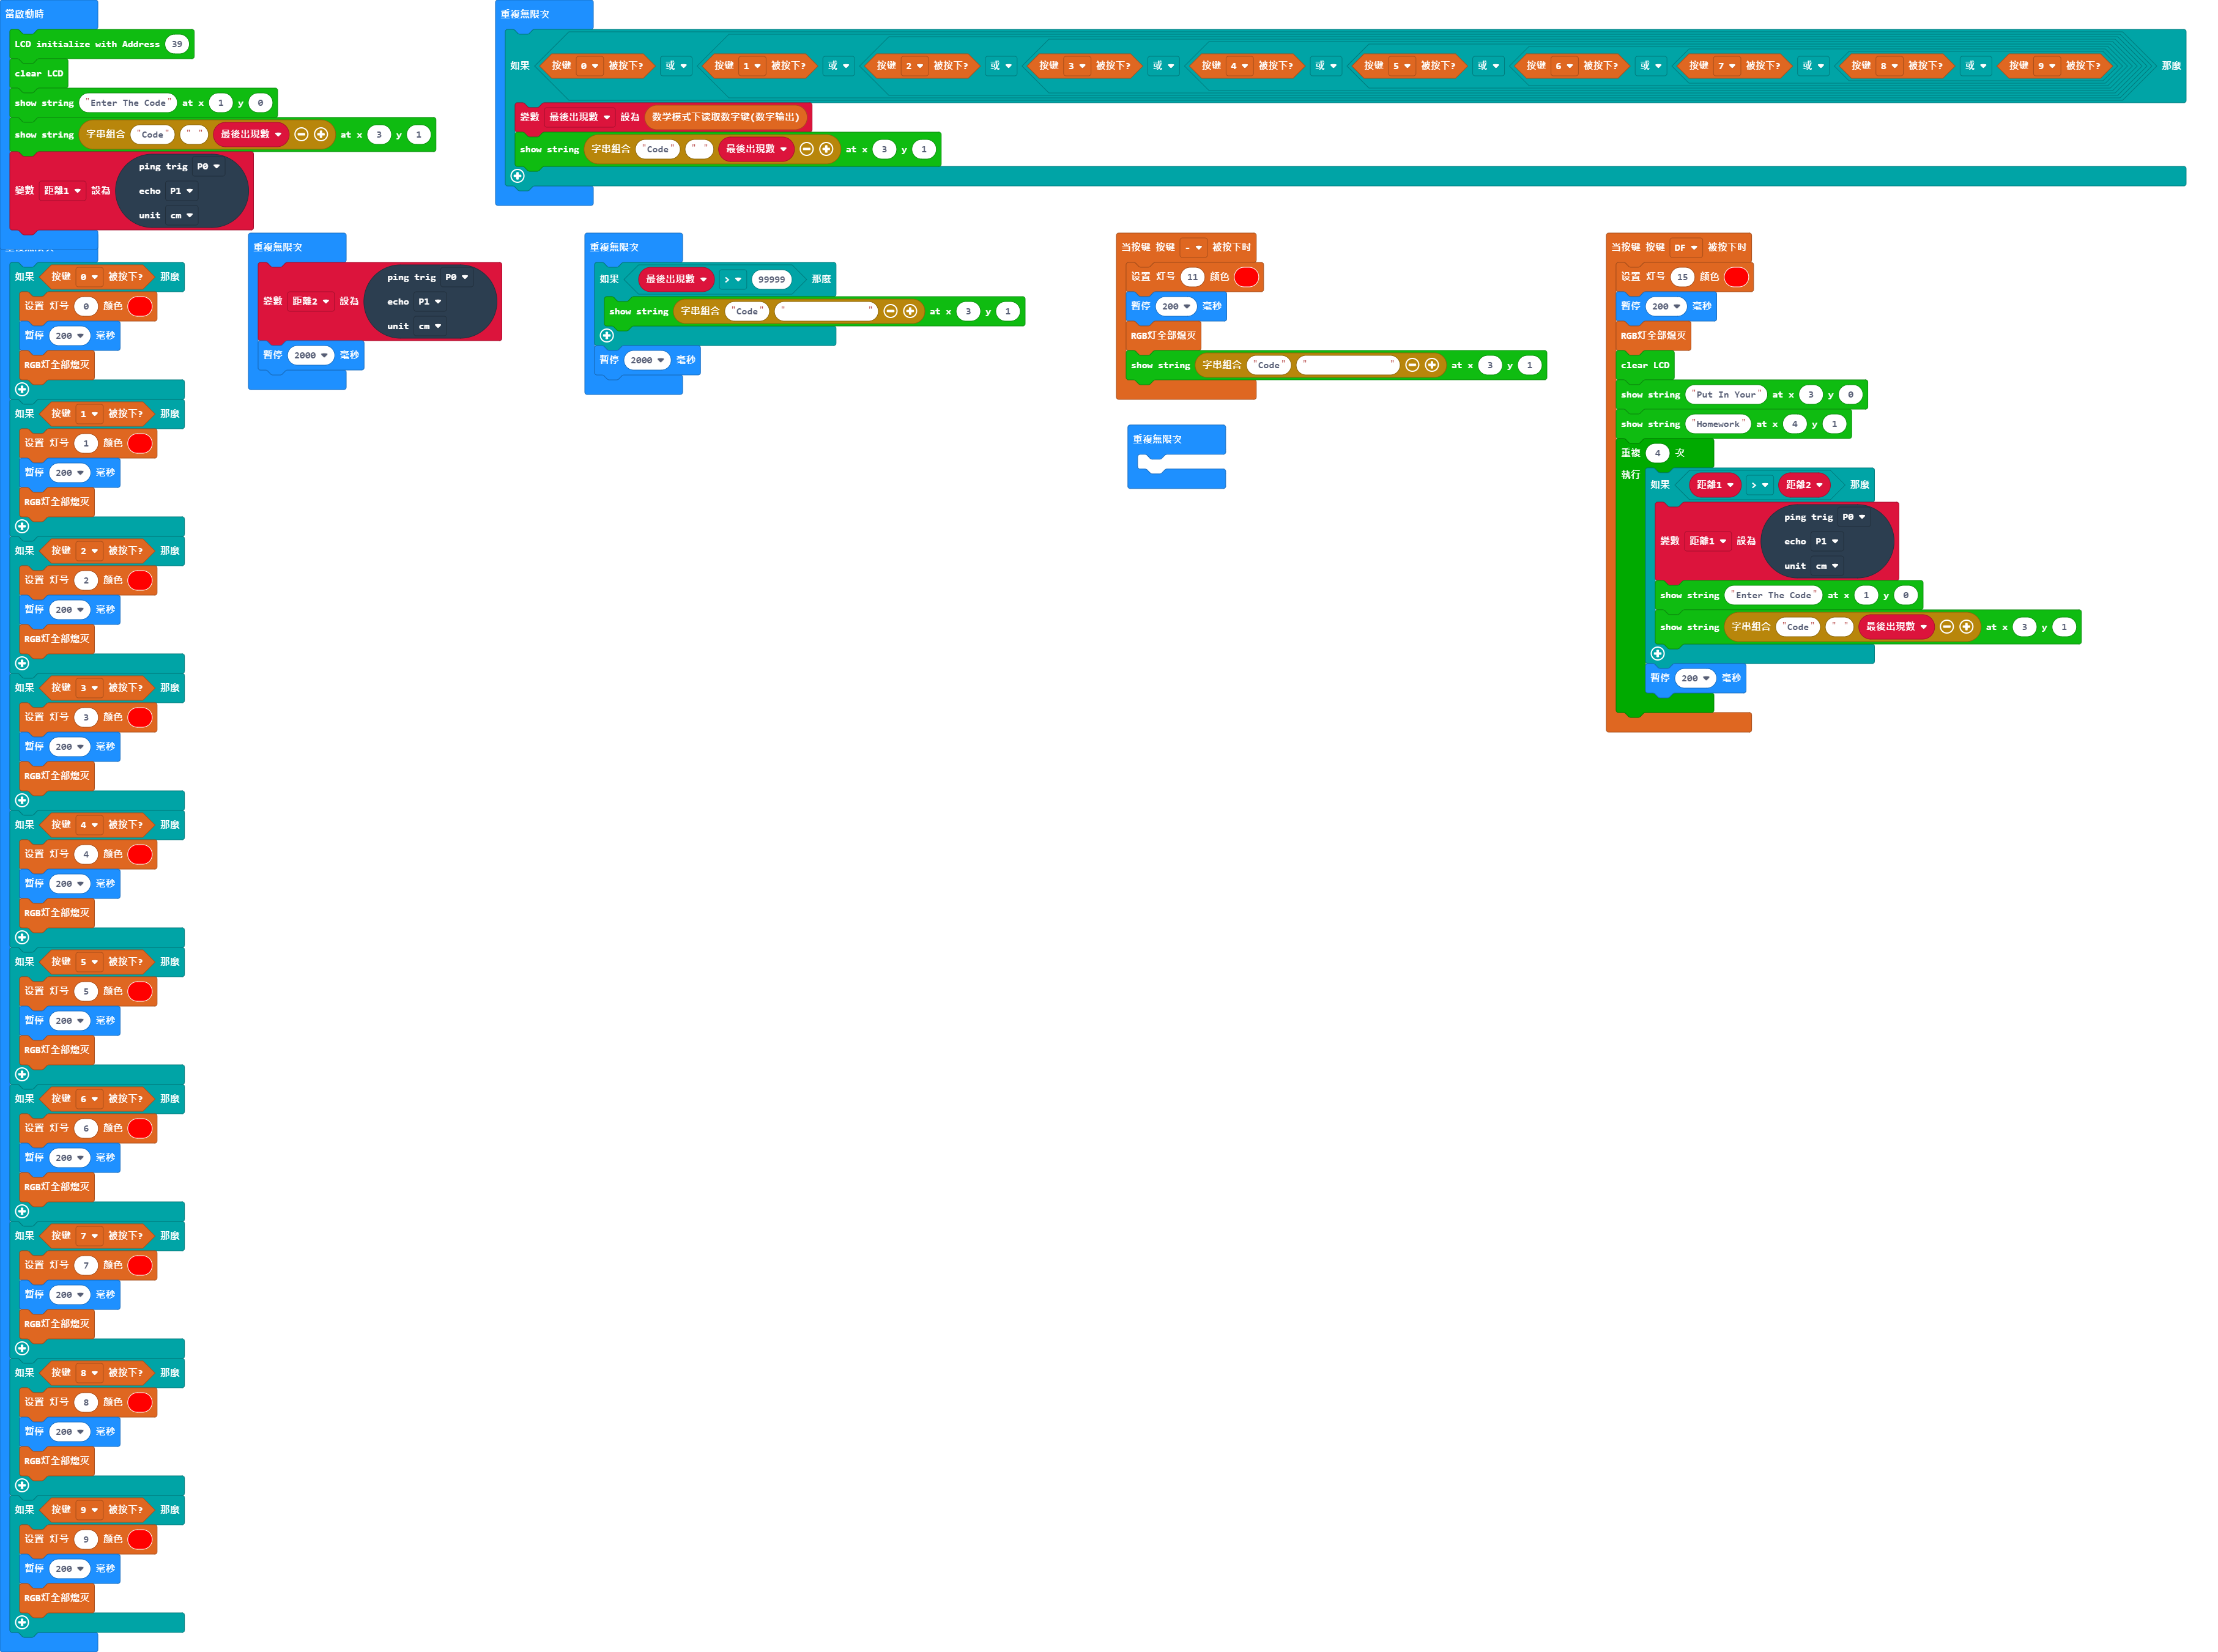 當啟動時
LCD initialize with Address 39
clear LCD
show string "Enter The Code" at x 1 y 0
show string 字串組合 "Code" " " 最後出現數 at x 3 y 1
變數 距離1 設為 ping trig P0
echo P1
unit cm
重複無限次
如果 按键 0 被按下? 或 按键 1 被按下? 或 按键 2 被按下? 或 按键 3 被按下? 或 按键 4 被按下? 或 按键 5 被按下? 或 按键 6 被按下? 或 按键 7 被按下? 或 按键 8 被按下? 或 按键 9 被按下? 那麼
變數 最後出現數 設為 数学模式下读取数字键(数字输出)
show string 字串組合 "Code" " " 最後出現數 at x 3 y 1
如果 按键 0 被按下? 那麼
设置 灯号 0 颜色
暫停 200 毫秒
RGB灯全部熄灭
如果 按键 1 被按下? 那麼
设置 灯号 1 颜色
暫停 200 毫秒
RGB灯全部熄灭
如果 按键 2 被按下? 那麼
设置 灯号 2 颜色
暫停 200 毫秒
RGB灯全部熄灭
如果 按键 3 被按下? 那麼
设置 灯号 3 颜色
暫停 200 毫秒
RGB灯全部熄灭
如果 按键 4 被按下? 那麼
设置 灯号 4 颜色
暫停 200 毫秒
RGB灯全部熄灭
如果 按键 5 被按下? 那麼
设置 灯号 5 颜色
暫停 200 毫秒
RGB灯全部熄灭
如果 按键 6 被按下? 那麼
设置 灯号 6 颜色
暫停 200 毫秒
RGB灯全部熄灭
如果 按键 7 被按下? 那麼
设置 灯号 7 颜色
暫停 200 毫秒
RGB灯全部熄灭
如果 按键 8 被按下? 那麼
设置 灯号 8 颜色
暫停 200 毫秒
RGB灯全部熄灭
如果 按键 9 被按下? 那麼
设置 灯号 9 颜色
暫停 200 毫秒
RGB灯全部熄灭
重複無限次
變數 距離2 設為 ping trig P0
echo P1
unit cm
暫停 2000 毫秒
重複無限次
如果 最後出現數 > 99999 那麼
show string 字串組合 "Code" " " at x 3 y 1
暫停 2000 毫秒
当按键 按键 - 被按下时
设置 灯号 11 颜色
暫停 200 毫秒
RGB灯全部熄灭
show string 字串組合 "Code" " " at x 3 y 1
重複無限次
当按键 按键 DF 被按下时
设置 灯号 15 颜色
暫停 200 毫秒
RGB灯全部熄灭
clear LCD
show string "Put In Your" at x 3 y 0
show string "Homework" at x 4 y 1
重複 4 次
執行 如果 距離1 > 距離2 那麼
變數 距離1 設為 ping trig P0
echo P1
unit cm
show string "Enter The Code" at x 1 y 0
show string 字串組合 "Code" " " 最後出現數 at x 3 y 1
暫停 200 毫秒